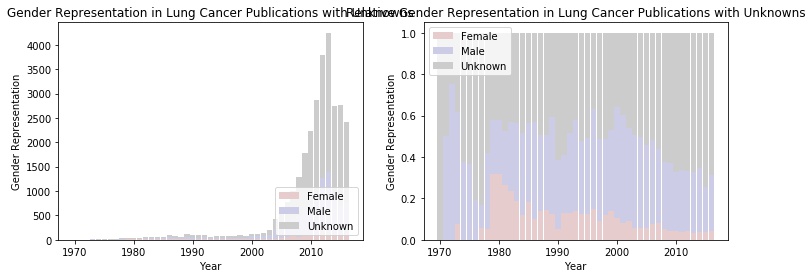 Gender Representation in Lung Cancer Publications with Unknowns
Relative Gender Representation in Lung Cancer Publications with Unknowns
Gender Representation
4000
3500
3000
2500
2000
1500
1000
500
0
1970
1980
1990
2000
2010
Year
Female
Male
Unknown
Gender Representation
1.0
0.8
0.6
0.4
0.2
0.0
1970
1980
1990
2000
2010
Year
Female
Male
Unknown